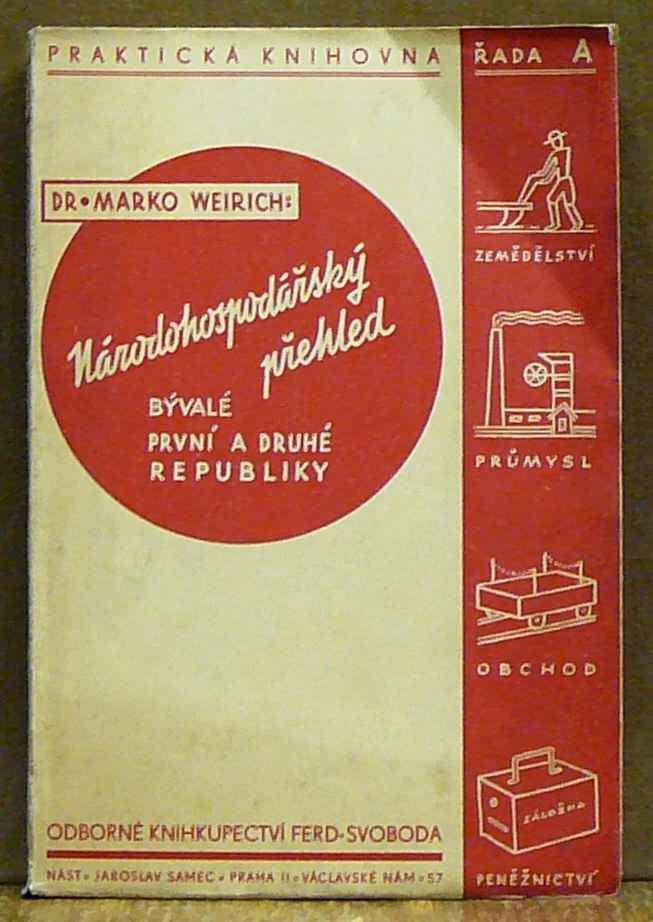 PRAKTICKÁ KNIHOVNA
ŘADA A
DR • MARKO WEIRICH:
Národohospodářský
přehled
BÝVALÉ
PRVNÍ A DRUHÉ
REPUBLIKY
ZEMĚDĚLSTVÍ
PRŮMYSL
OBCHOD
ZÁLOŽNA
PENĚŽNICTVÍ
ODBORNÉ KNIHKUPECTVÍ FERD•SVOBODA
NÁST• JAROSLAV SAMEC • PRAHA II • VÁCLAVSKÉ NÁM • 57